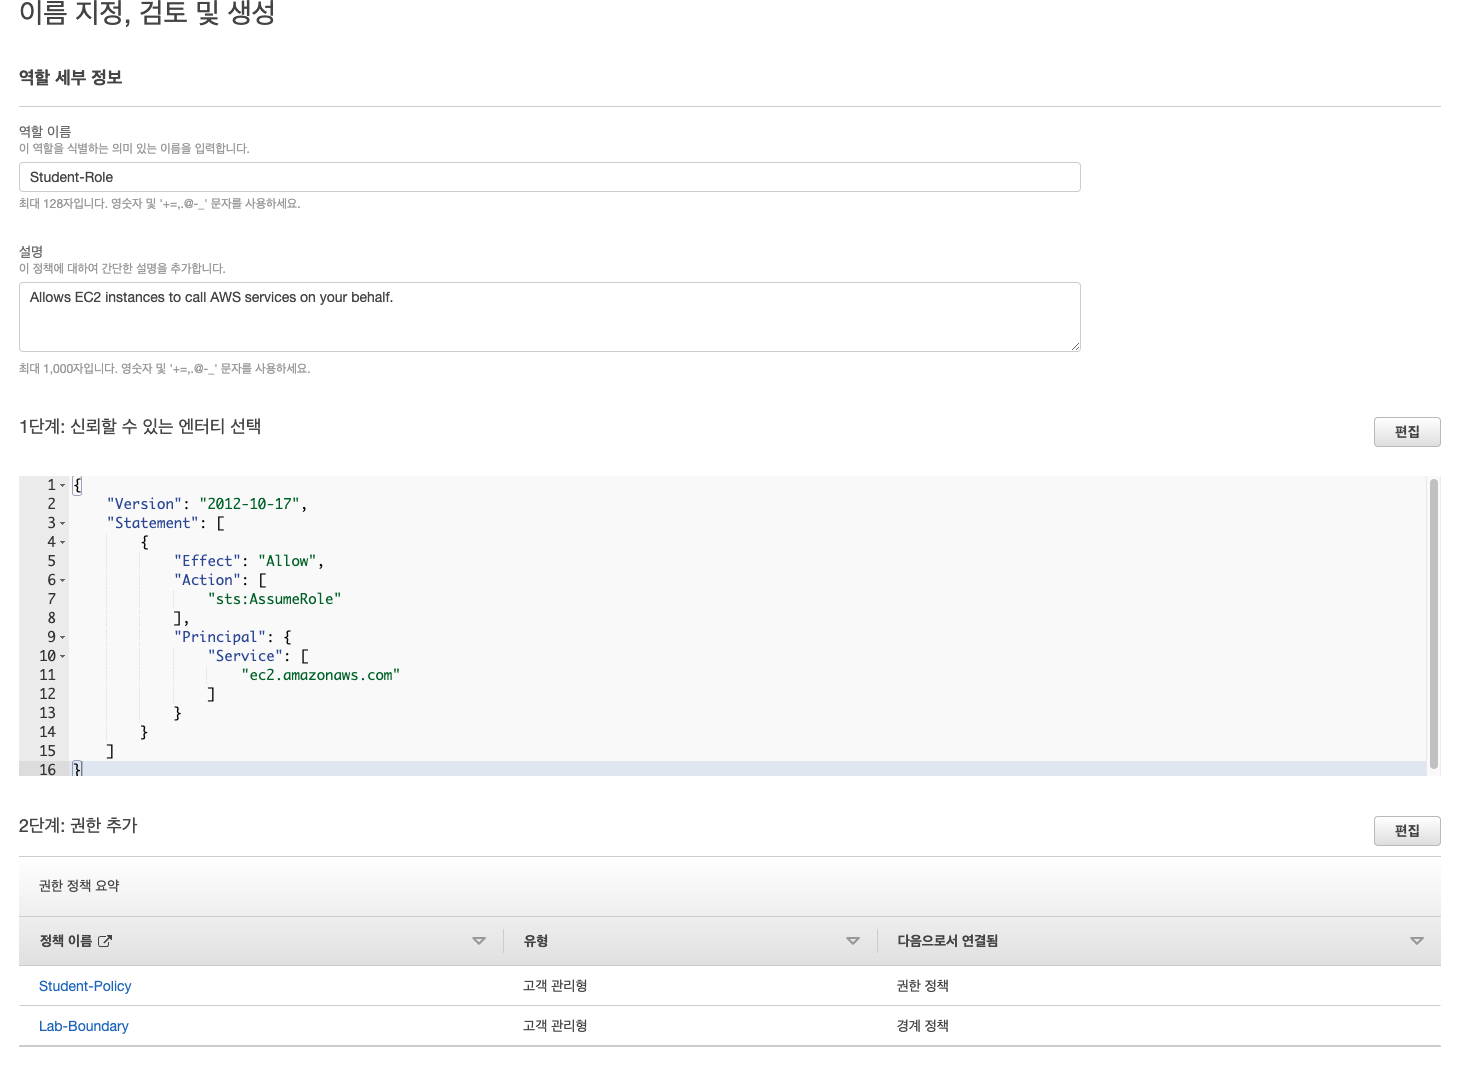 이름 지정, 검토 및 생성
역할 세부 정보
역할 이름
이 역할을 식별하는 의미 있는 이름을 입력합니다.
Student-Role
최대 128자입니다. 영숫자 및 '+=,.@-_' 문자를 사용하세요.
설명
이 정책에 대하여 간단한 설명을 추가합니다.
Allows EC2 instances to call AWS services on your behalf.
최대 1,000자입니다. 영숫자 및 '+=,.@-_' 문자를 사용하세요.
1단계: 신뢰할 수 있는 엔터티 선택
편집
1 {
2     "Version": "2012-10-17",
3     "Statement": [
4         {
5             "Effect": "Allow",
6             "Action": [
7                 "sts:AssumeRole"
8             ],
9             "Principal": {
10                 "Service": [
11                     "ec2.amazonaws.com"
12                 ]
13             }
14         }
15     ]
16 }
2단계: 권한 추가
편집
권한 정책 요약
정책 이름 유형 다음으로서 연결됨
Student-Policy 고객 관리형 권한 정책
Lab-Boundary 고객 관리형 경계 정책